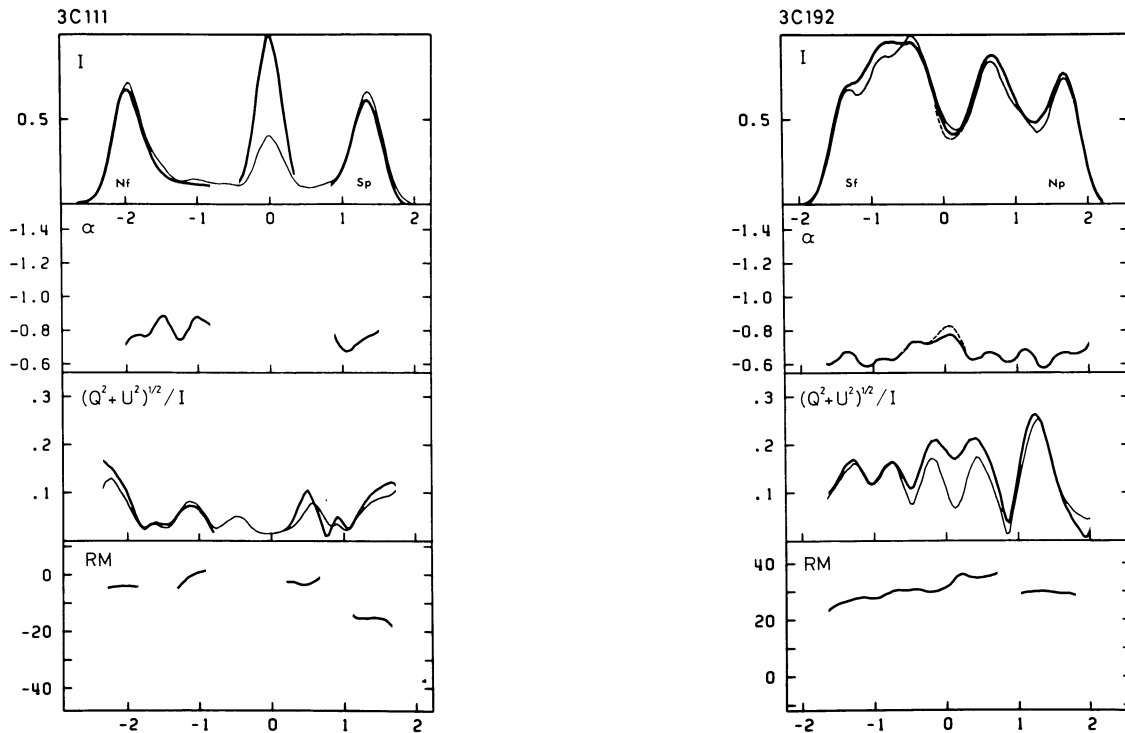 3C111
I
0.5
Nf
Sp
-2 -1 0 1 2
α
-1.4
-1.2
-1.0
-0.8
-0.6
(Q²+U²)^1/2/I
.3
.2
.1
RM
0
-20
-40
-2 -1 0 1 2
3C192
I
0.5
Sf
Np
-2 -1 0 1 2
α
-1.4
-1.2
-1.0
-0.8
-0.6
(Q²+U²)^1/2/I
.3
.2
.1
RM
40
20
0
-2 -1 0 1 2